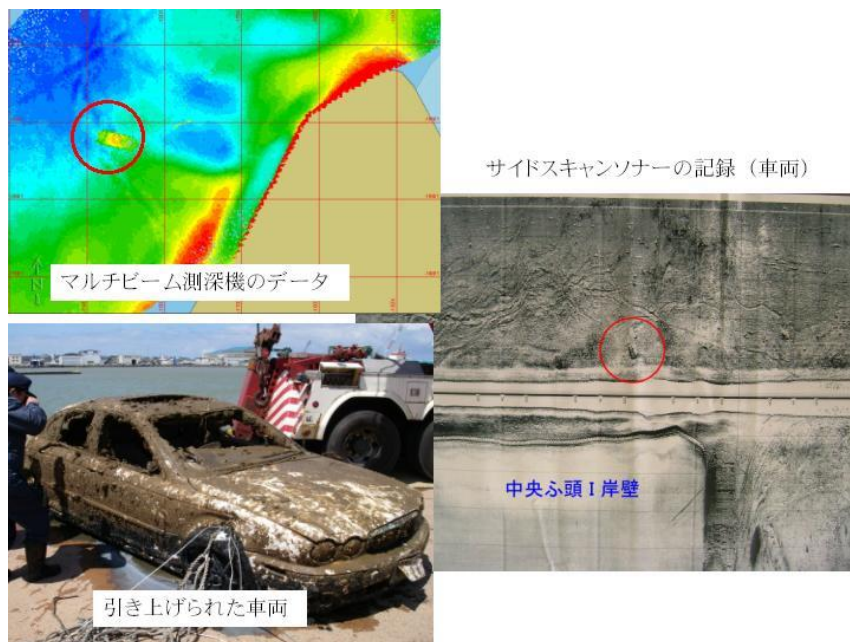 マルチビーム測深機のデータ
サイドスキャンソナーの記録（車両）
中央ふ頭Ⅰ岸壁
引き上げられた車両